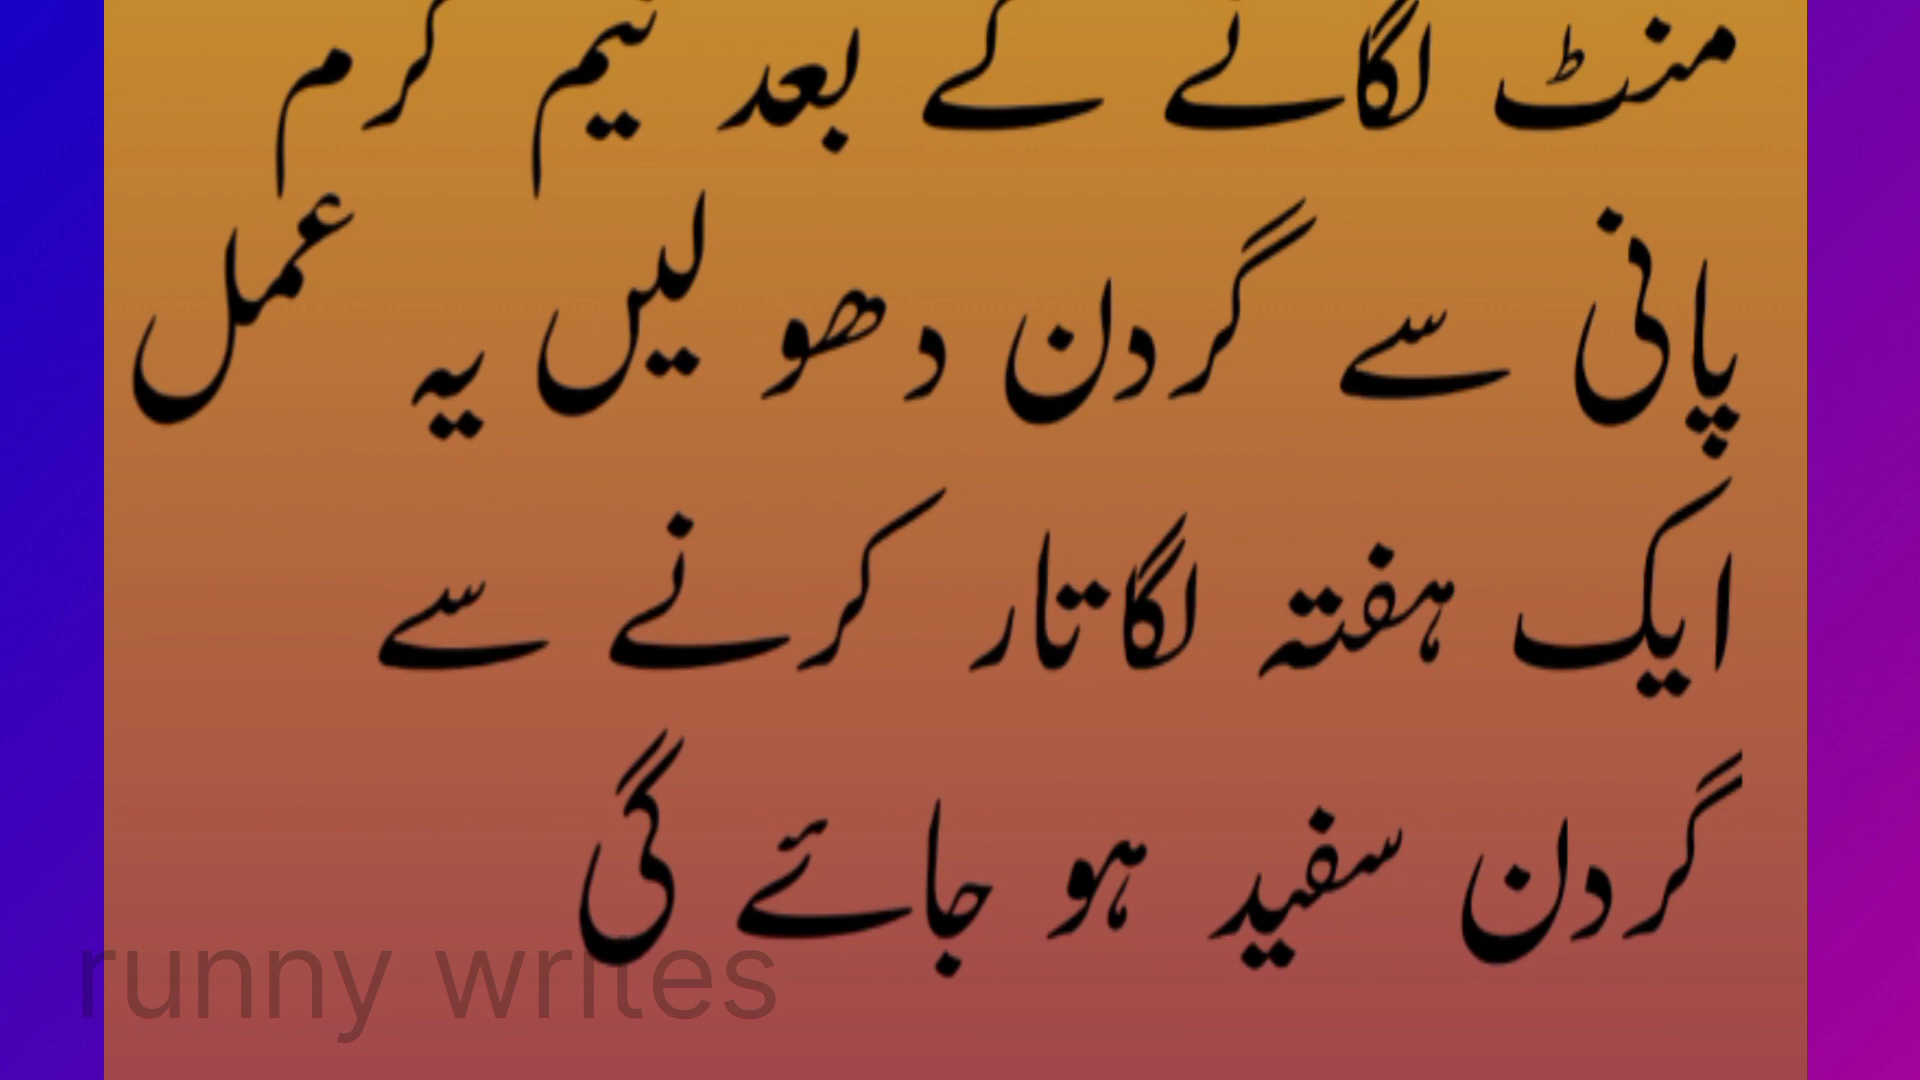 منٹ لگانے کے بعد نیم گرم
پانی سے گردن دھو لیں یہ عمل
ایک ہفتہ لگاتار کرنے سے
گردن سفید ہو جائے گی
runny writes